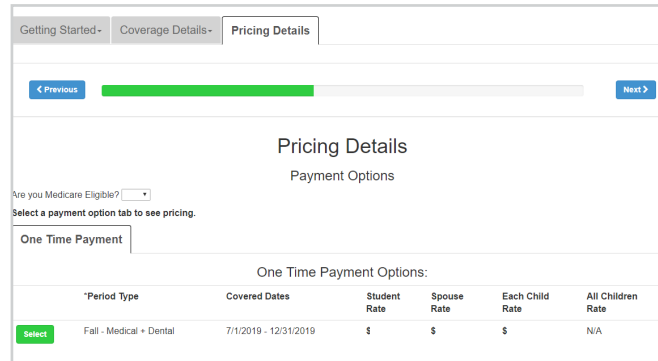 Getting Started- Coverage Details- Pricing Details
Previous Next
Pricing Details
Payment Options
Are you Medicare Eligible?
Select a payment option tab to see pricing.
One Time Payment
One Time Payment Options:
*Period Type Covered Dates Student Rate Spouse Rate Each Child Rate All Children Rate
Select Fall - Medical + Dental 7/1/2019 - 12/31/2019 $ $ $ N/A